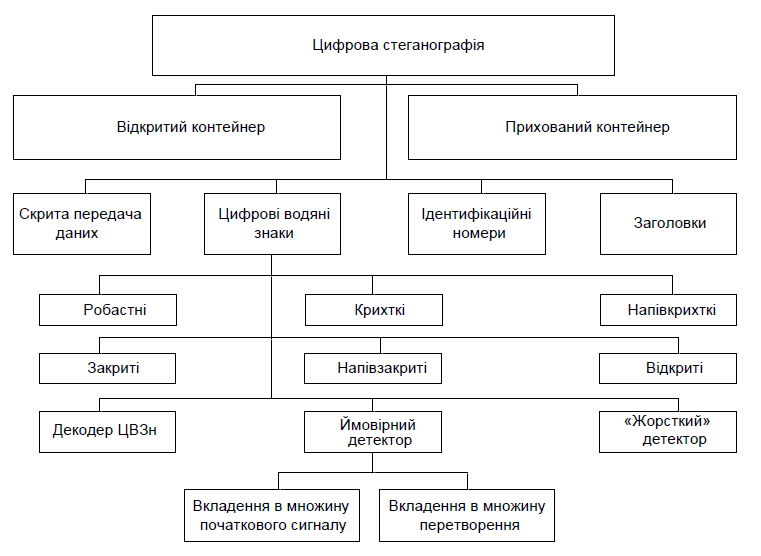 Цифрова стеганографія
Відкритий контейнер
Прихований контейнер
Скрита передача
даних
Цифрові водяні
знаки
Ідентифікаційні
номери
Заголовки
Робастні
Крихткі
Напівкрихткі
Закриті
Напівзакриті
Відкриті
Декодер ЦВЗн
Ймовірний
детектор
«Жорсткий»
детектор
Вкладення в множину
початкового сигналу
Вкладення в множину
перетворення